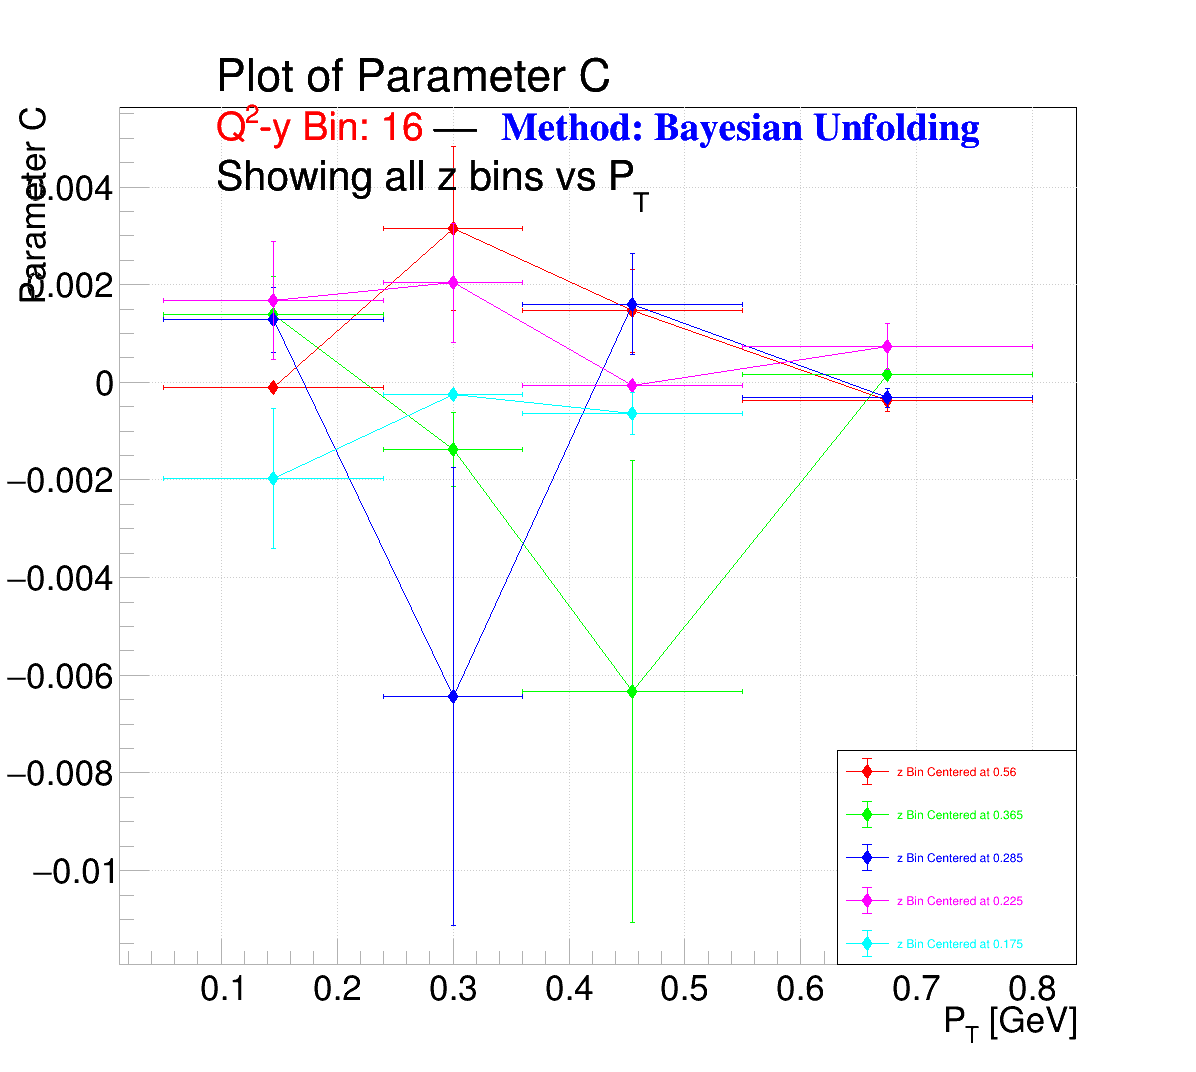 Plot of Parameter C
Q²-y Bin: 16 — Method: Bayesian Unfolding
Showing all z bins vs P_T
Parameter C
0.004
0.002
0
−0.002
−0.004
−0.006
−0.008
−0.01
z Bin Centered at 0.56
z Bin Centered at 0.365
z Bin Centered at 0.285
z Bin Centered at 0.225
z Bin Centered at 0.175
0.1 0.2 0.3 0.4 0.5 0.6 0.7 0.8
P_T [GeV]